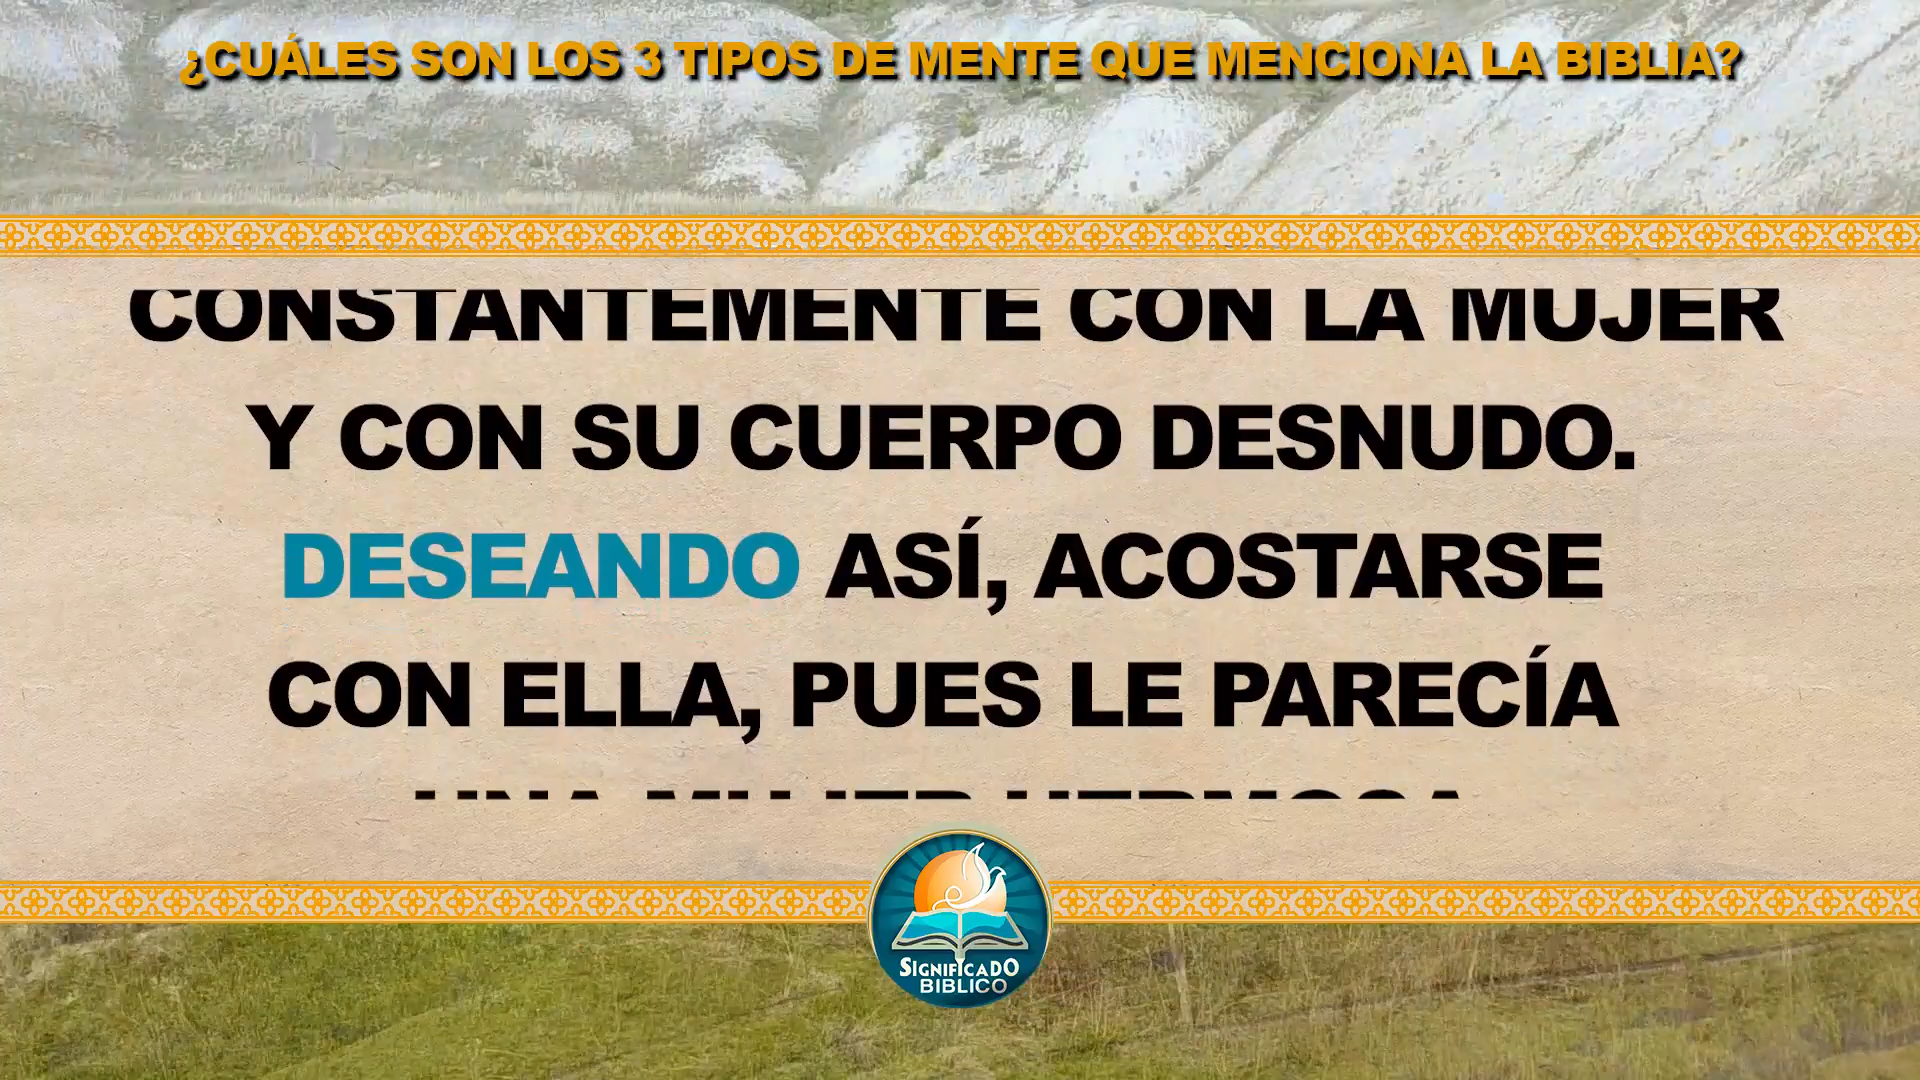 ¿CUÁLES SON LOS 3 TIPOS DE MENTE QUE MENCIONA LA BIBLIA?
CONSTANTEMENTE CON LA MUJER
Y CON SU CUERPO DESNUDO.
DESEANDO ASÍ, ACOSTARSE
CON ELLA, PUES LE PARECÍA
SIGNIFICADO
BIBLICO